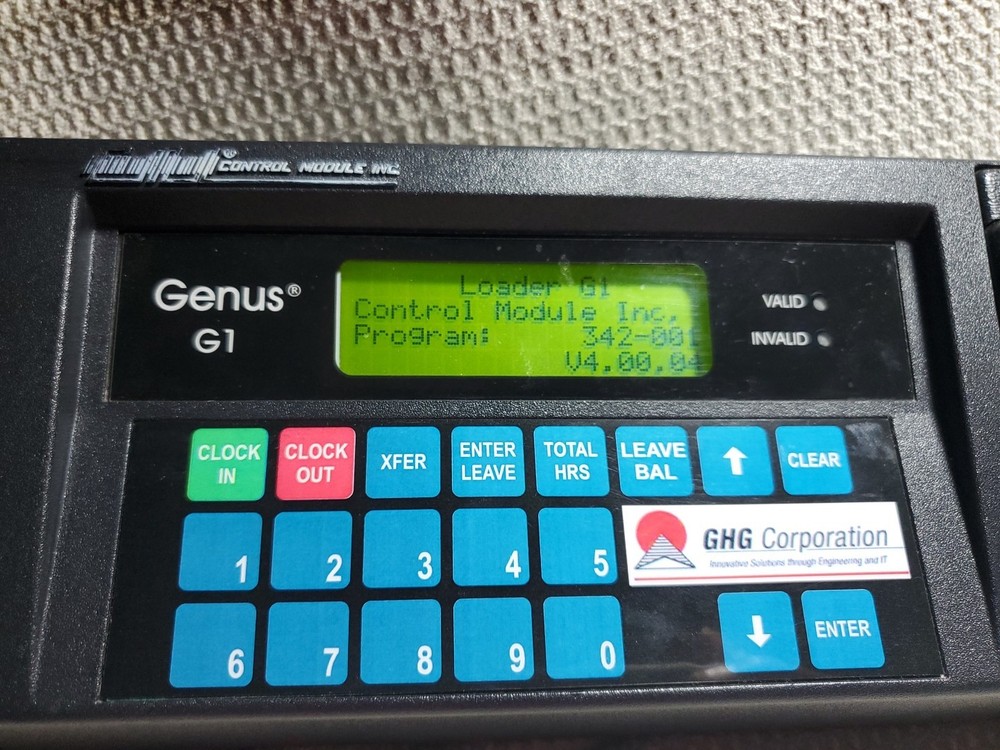 ® CONTROL MODULE INC
Genus®
G1
Loader G1
Control Module Inc.
Program: 342-001
V4.00.04
VALID
INVALID
CLOCK IN
CLOCK OUT
XFER
ENTER LEAVE
TOTAL HRS
LEAVE BAL
CLEAR
1
2
3
4
5
GHG Corporation
Innovative Solutions through Engineering and IT
6
7
8
9
0
ENTER